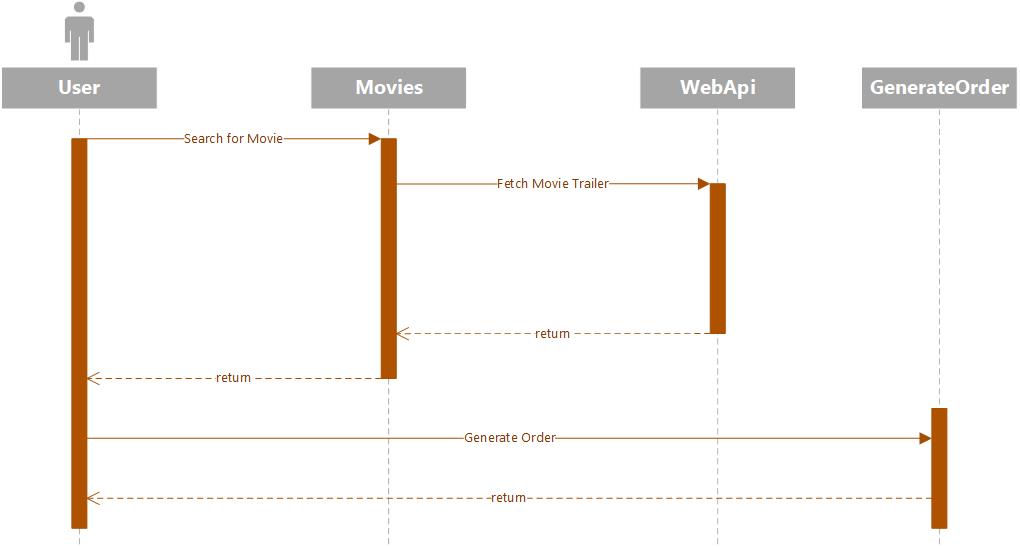 User
Movies
WebApi
GenerateOrder
Search for Movie
Fetch Movie Trailer
return
return
Generate Order
return